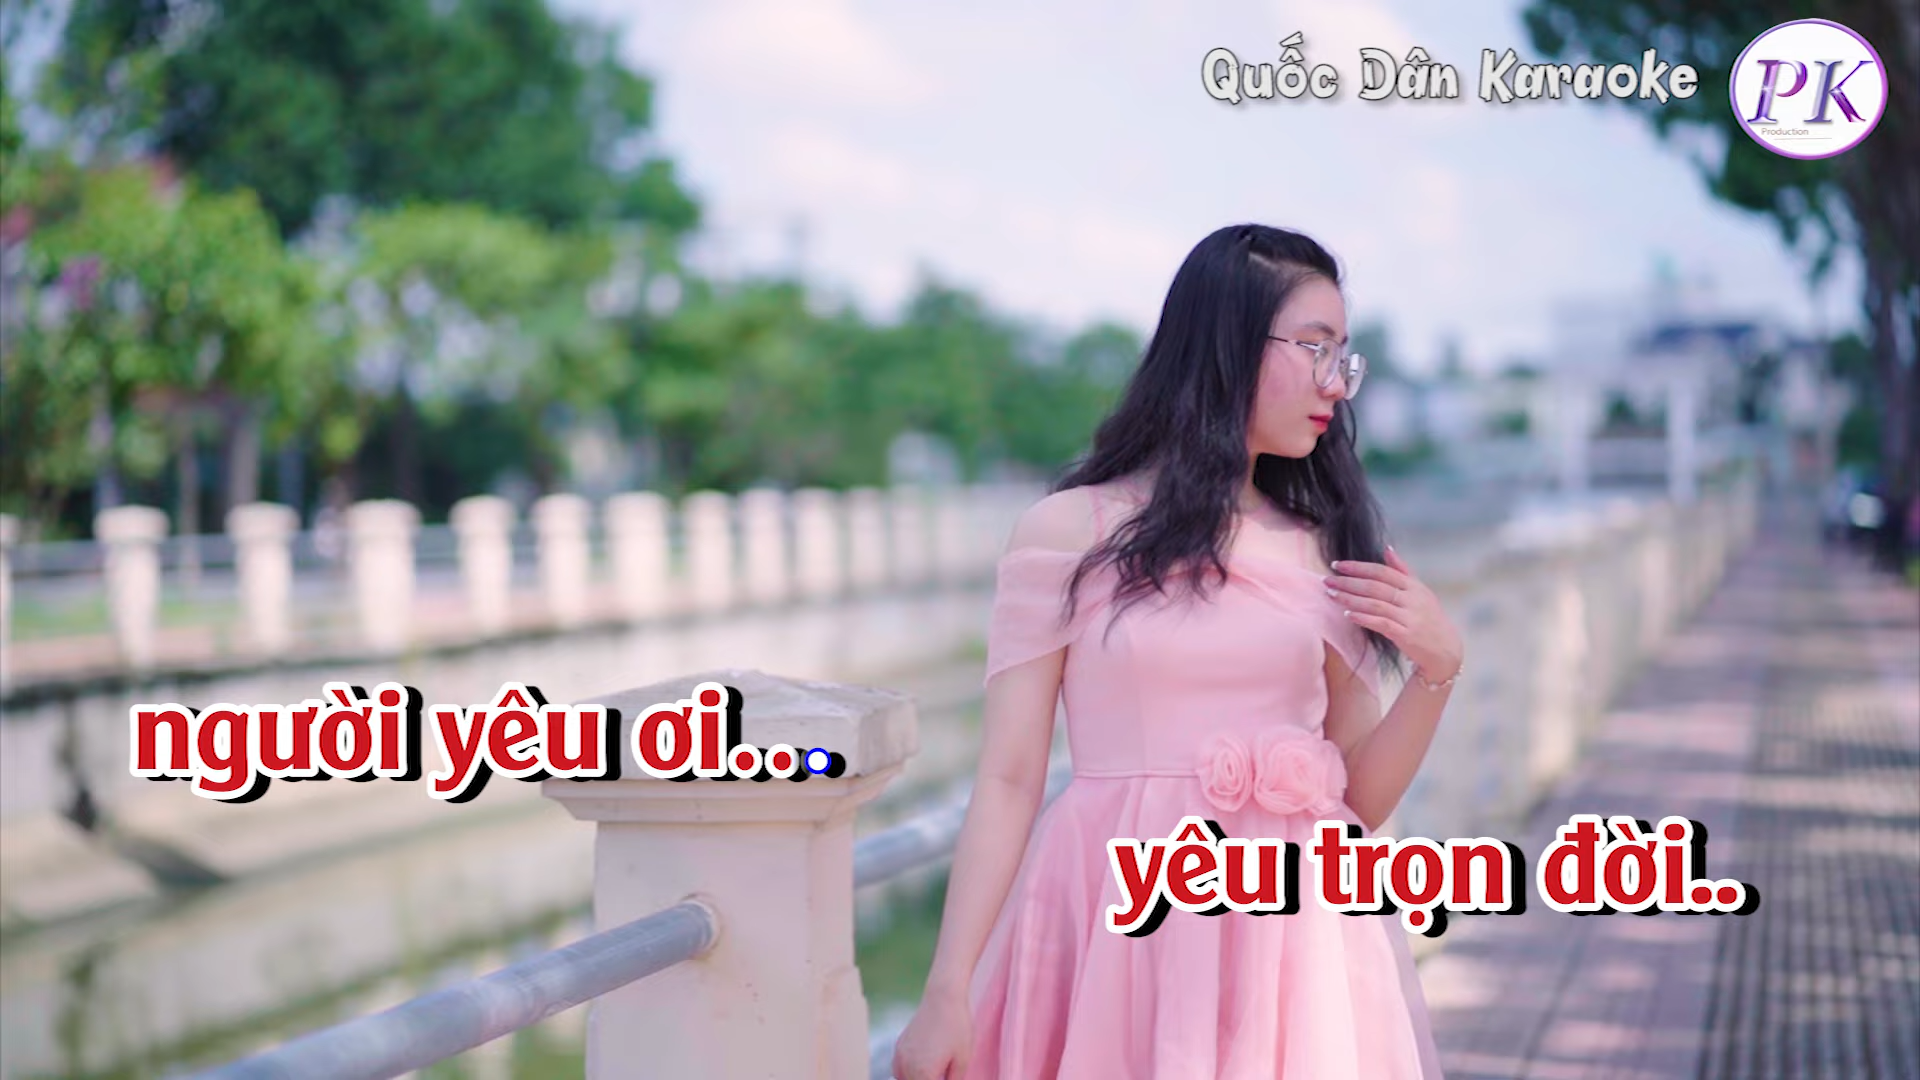 Quốc Dân Karaoke
PK
Production
người yêu ơi...
yêu trọn đời..